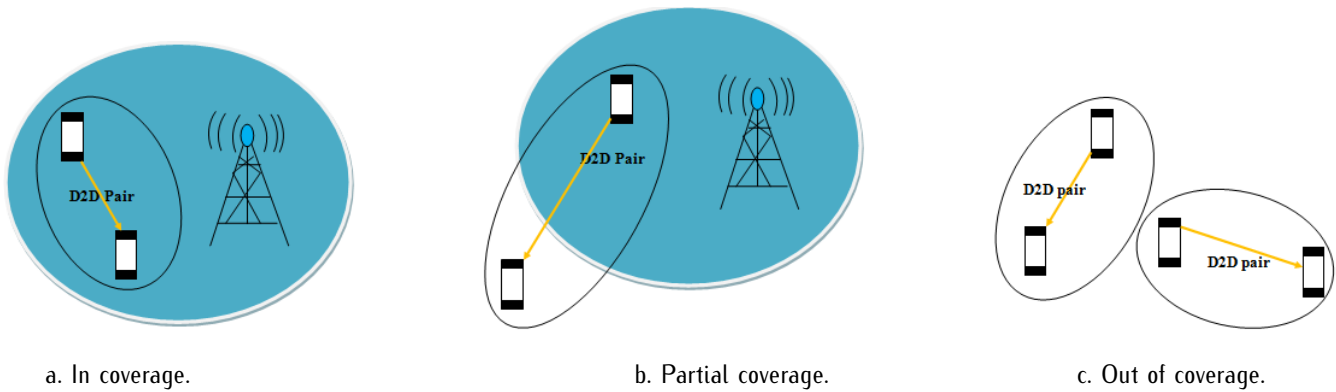 D2D Pair
D2D Pair
D2D pair
D2D pair
a. In coverage.
b. Partial coverage.
c. Out of coverage.